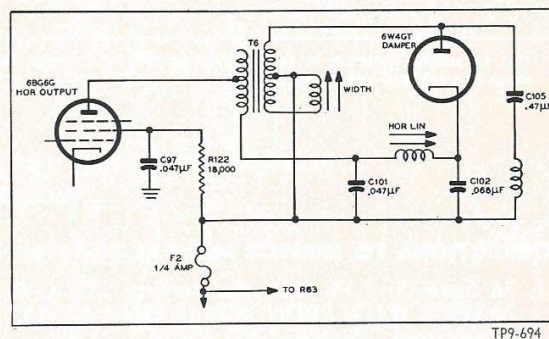 6BG6G
HOR OUTPUT
T6
WIDTH
6W4GT
DAMPER
C105
.47µF
HOR LIN
C97
.047µF
R122
18,000
C101
.047µF
C102
.068µF
F2
1/4 AMP
TO R63
TP9-694